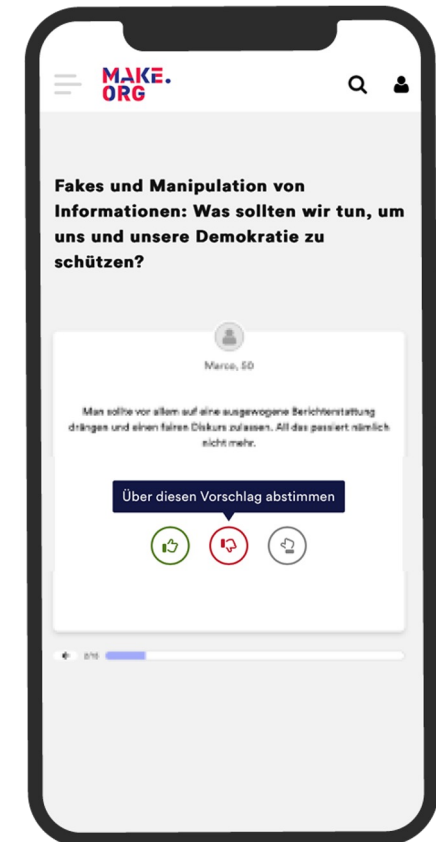 MAKE.
ORG
Fakes und Manipulation von
Informationen: Was sollten wir tun, um
uns und unsere Demokratie zu
schützen?
Marco, 50
Man sollte vor allem auf eine ausgewogene Berichterstattung
drängen und einen fairen Diskurs zulassen. All das passiert nämlich
nicht mehr.
Über diesen Vorschlag abstimmen